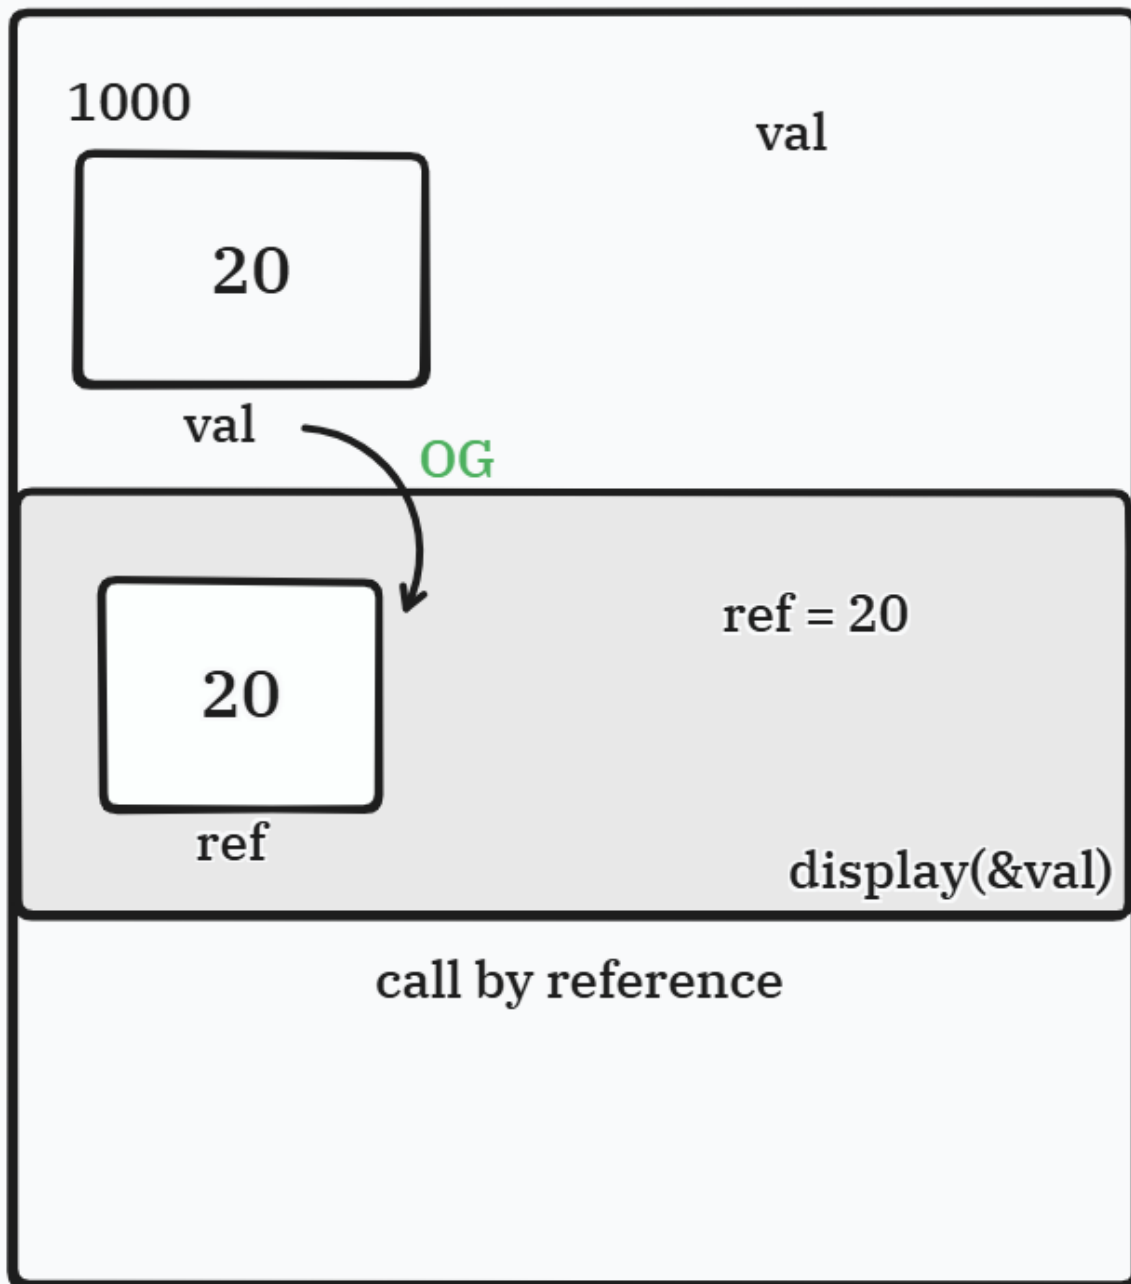 1000
val
20
val
OG
ref = 20
20
ref
display(&val)
call by reference